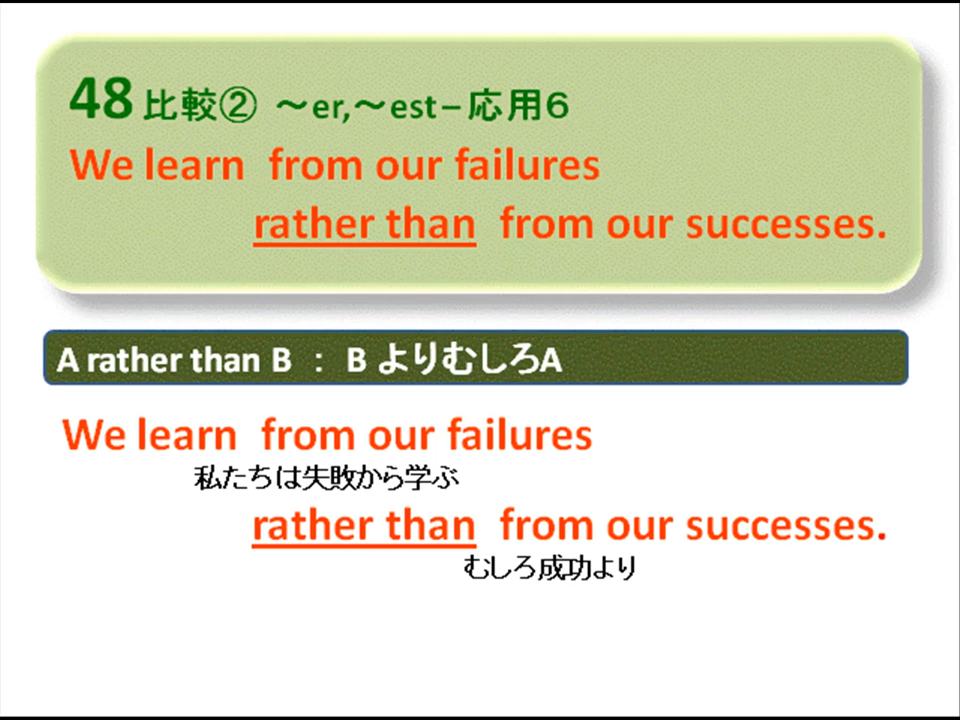 48 比較② ～er,～est－応用６
We learn from our failures
rather than from our successes.
A rather than B ： B よりむしろA
We learn from our failures
私たちは失敗から学ぶ
rather than from our successes.
むしろ成功より